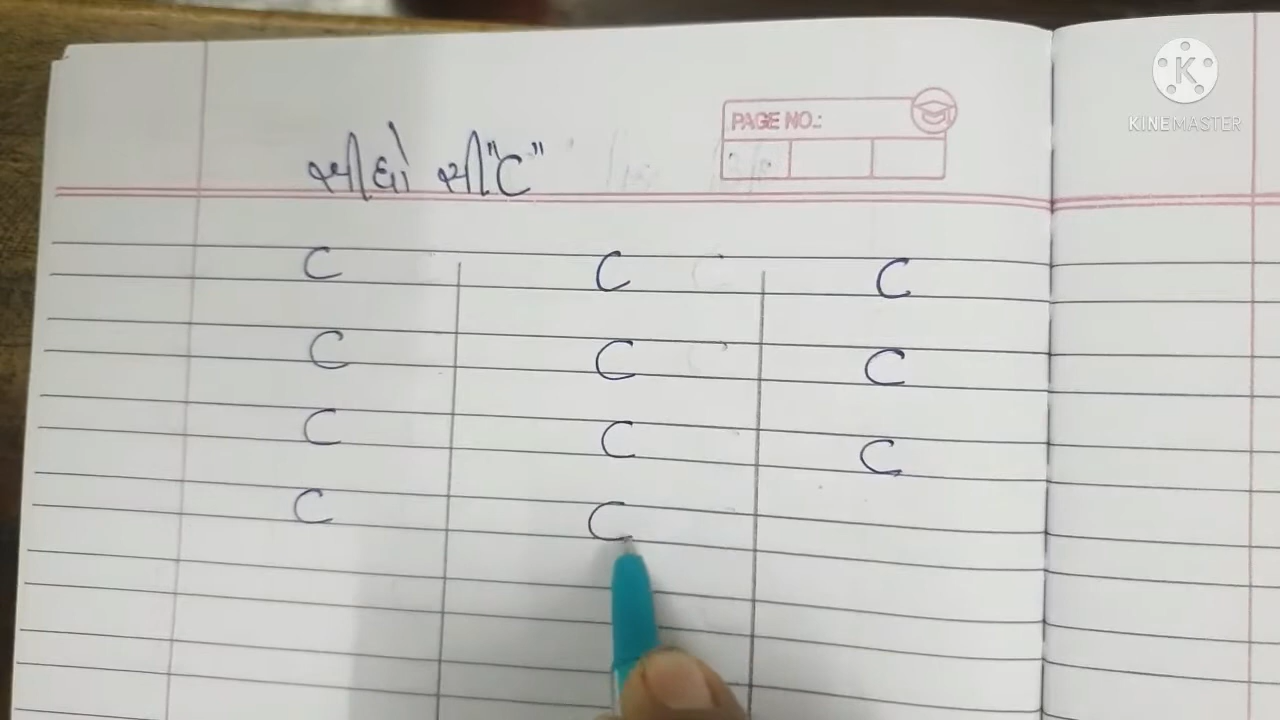 PAGE NO.:
સીધો સી "C"
C C C
C C C
C C C
C C
KINEMASTER